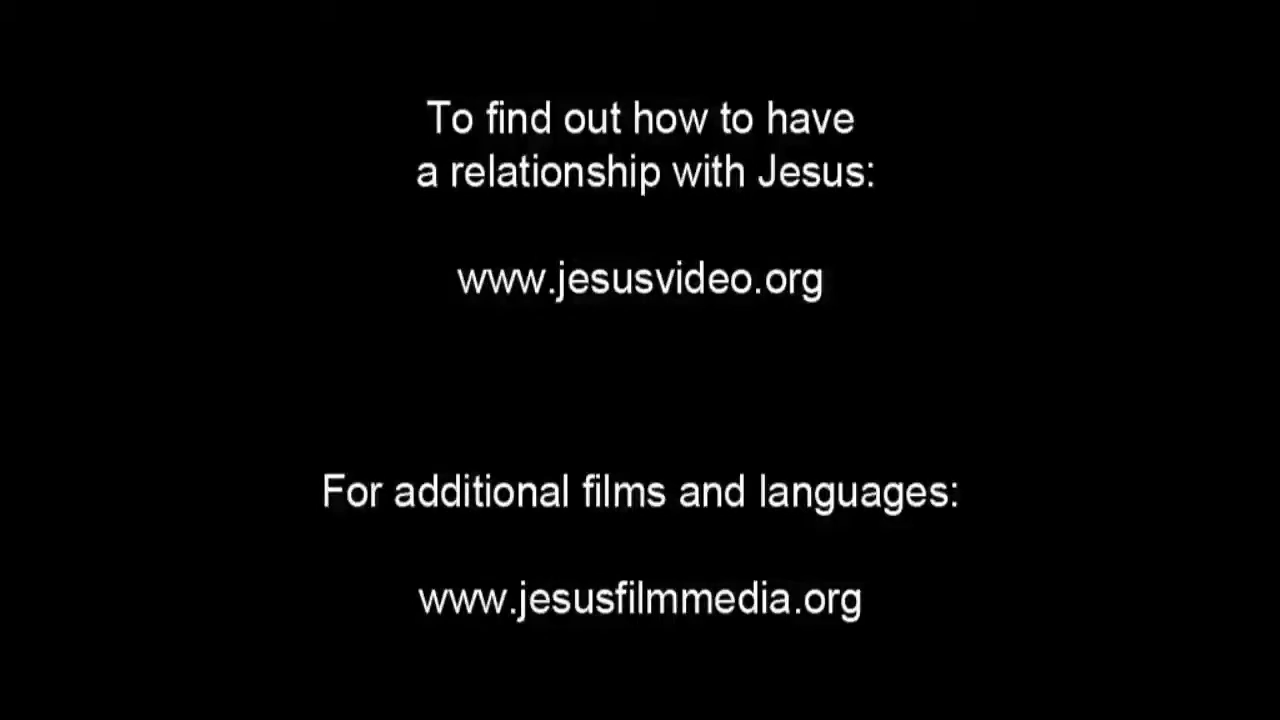 To find out how to have
a relationship with Jesus:
www.jesusvideo.org
For additional films and languages:
www.jesusfilmmedia.org